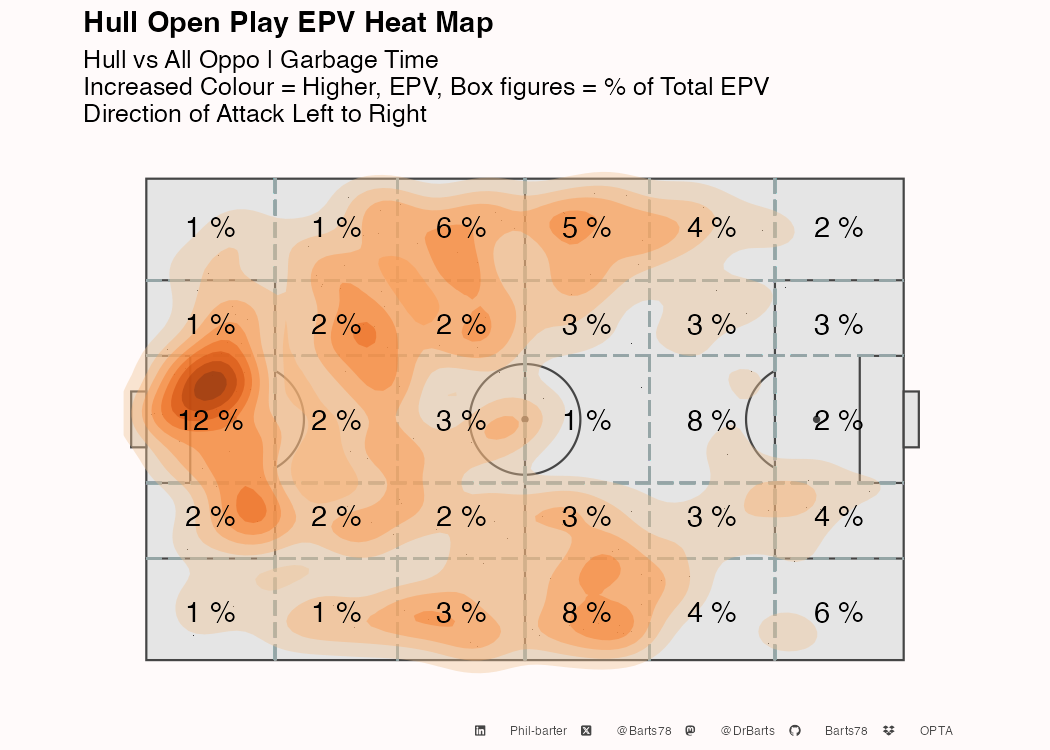 Hull Open Play EPV Heat Map
Hull vs All Oppo | Garbage Time
Increased Colour = Higher, EPV, Box figures = % of Total EPV
Direction of Attack Left to Right
1 % 1 % 6 % 5 % 4 % 2 %
1 % 2 % 2 % 3 % 3 % 3 %
12 % 2 % 3 % 1 % 8 % 2 %
2 % 2 % 2 % 3 % 3 % 4 %
1 % 1 % 3 % 8 % 4 % 6 %
Phil-barter @Barts78 @DrBarts Barts78 OPTA